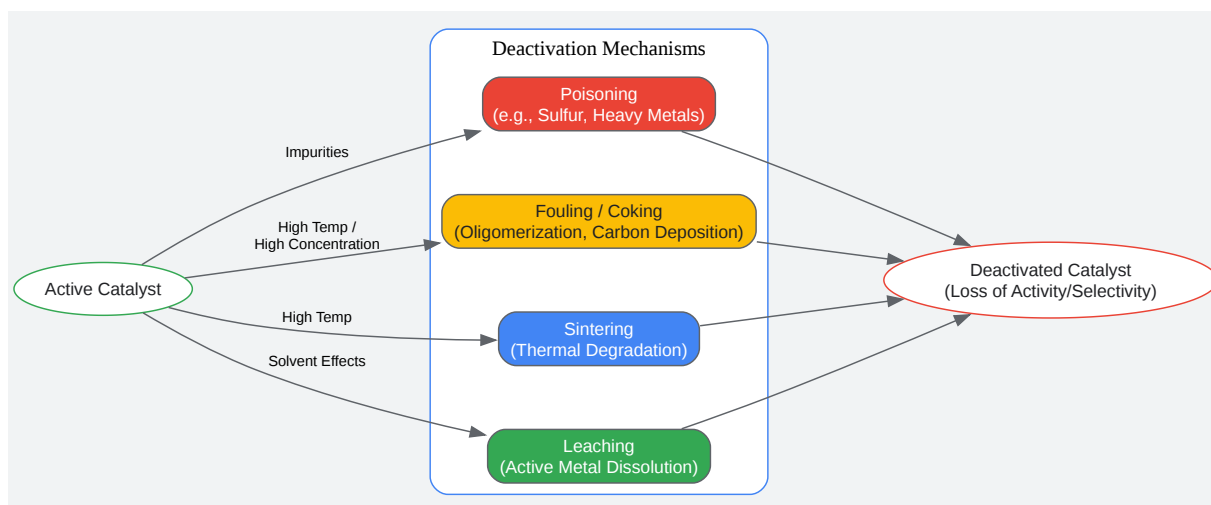 Deactivation Mechanisms
Poisoning
(e.g., Sulfur, Heavy Metals)
Impurities
Fouling / Coking
(Oligomerization, Carbon Deposition)
High Temp /
High Concentration
Active Catalyst
Deactivated Catalyst
(Loss of Activity/Selectivity)
High Temp
Sintering
(Thermal Degradation)
Solvent Effects
Leaching
(Active Metal Dissolution)